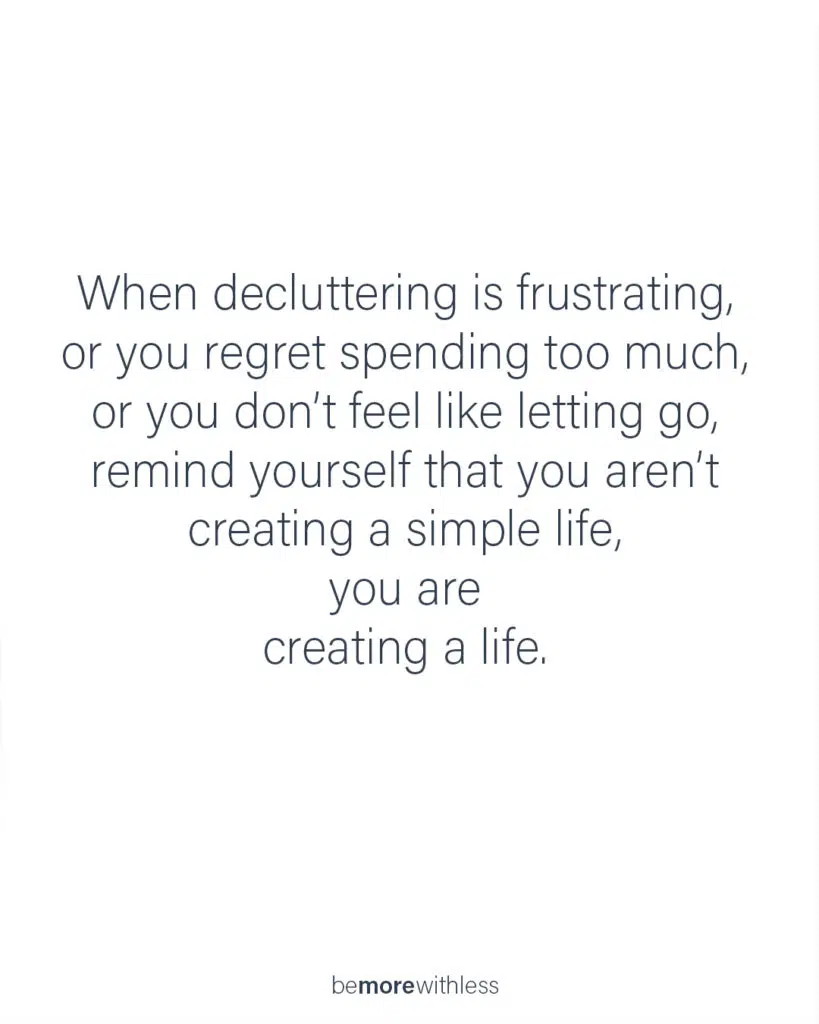 When decluttering is frustrating,
or you regret spending too much,
or you don’t feel like letting go,
remind yourself that you aren’t
creating a simple life,
you are
creating a life.
bemorewithless